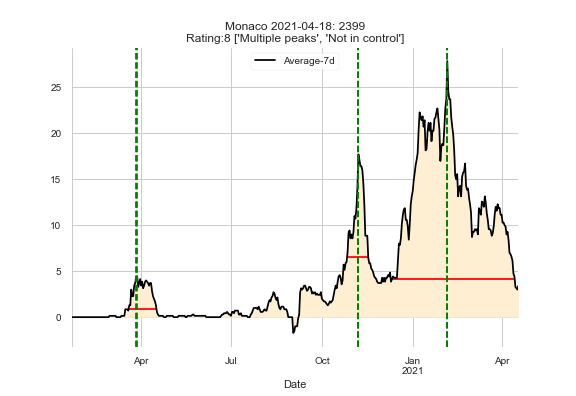 Monaco 2021-04-18: 2399
Rating:8 ['Multiple peaks', 'Not in control']
Average-7d
25
20
15
10
5
0
Apr
Jul
Oct
Jan
2021
Apr
Date